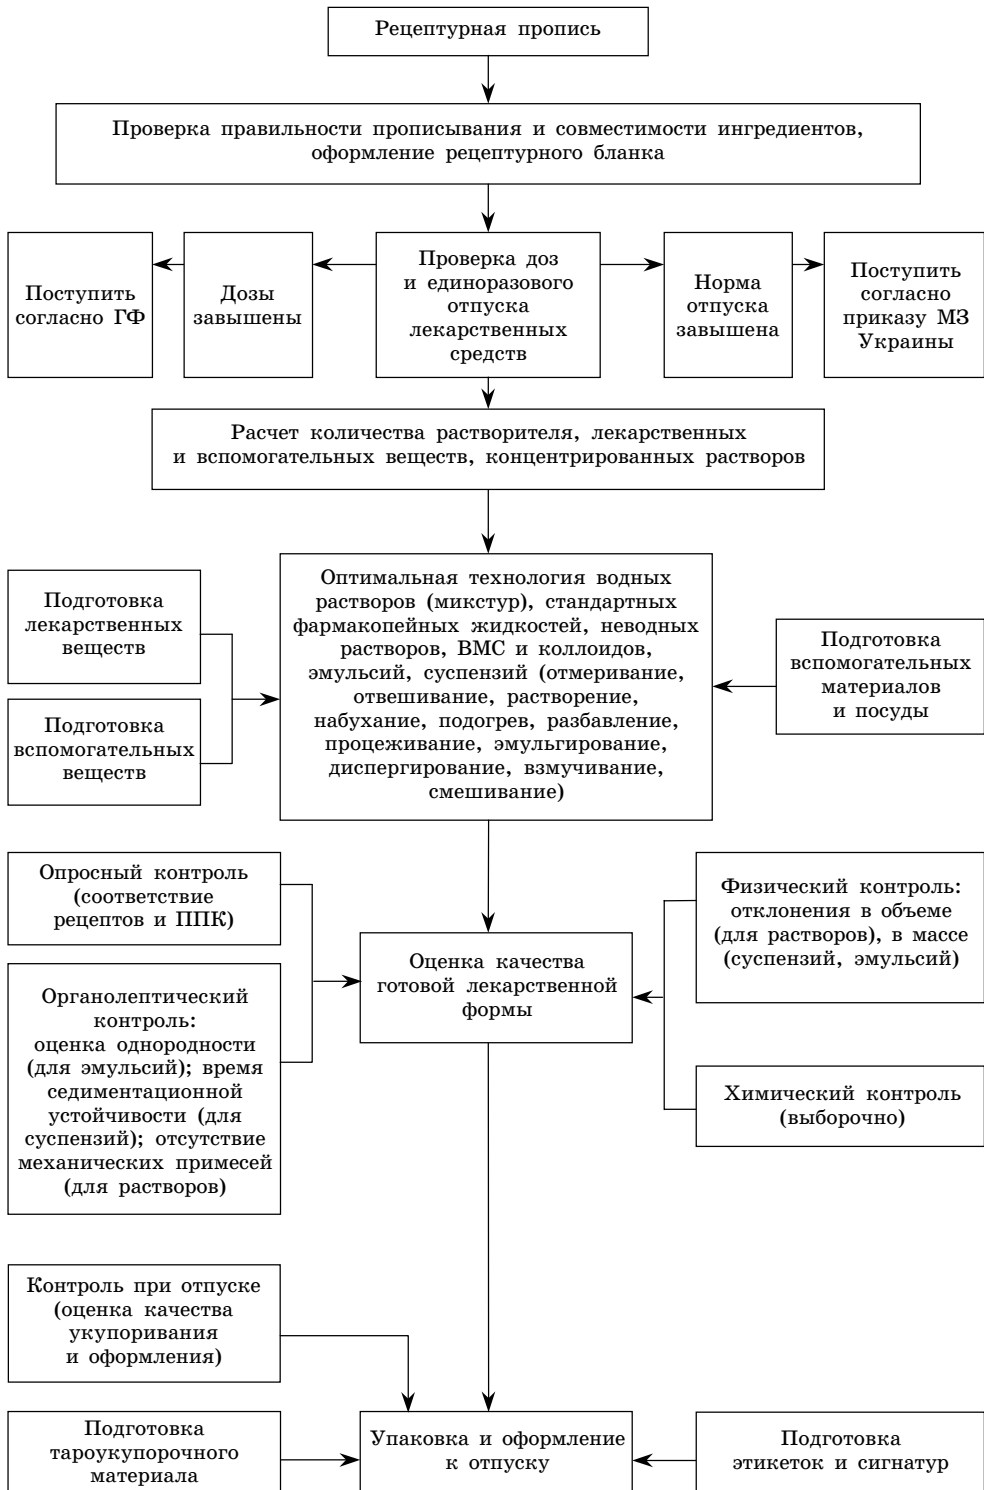 Рецептурная пропись
Проверка правильности прописывания и совместимости ингредиентов,
оформление рецептурного бланка
Поступить
согласно ГФ
Дозы
завышены
Проверка доз
и единоразового
отпуска
лекарственных
средств
Норма
отпуска
завышена
Поступить
согласно
приказу МЗ
Украины
Расчет количества растворителя, лекарственных
и вспомогательных веществ, концентрированных растворов
Подготовка
лекарственных
веществ
Подготовка
вспомогательных
веществ
Оптимальная технология водных
растворов (микстур), стандартных
фармакопейных жидкостей, неводных
растворов, ВМС и коллоидов,
эмульсий, суспензий (отмеривание,
отвешивание, растворение,
набухание, подогрев, разбавление,
процеживание, эмульгирование,
диспергирование, взмучивание,
смешивание)
Подготовка
вспомогательных
материалов
и посуды
Опросный контроль
(соответствие
рецептов и ППК)
Органолептический
контроль:
оценка однородности
(для эмульсий); время
седиментационной
устойчивости (для
суспензий); отсутствие
механических примесей
(для растворов)
Оценка качества
готовой лекарственной
формы
Физический контроль:
отклонения в объеме
(для растворов), в массе
(суспензий, эмульсий)
Химический контроль
(выборочно)
Контроль при отпуске
(оценка качества
укупоривания
и оформления)
Подготовка
тароукупорочного
материала
Упаковка и оформление
к отпуску
Подготовка
этикеток и сигнатур